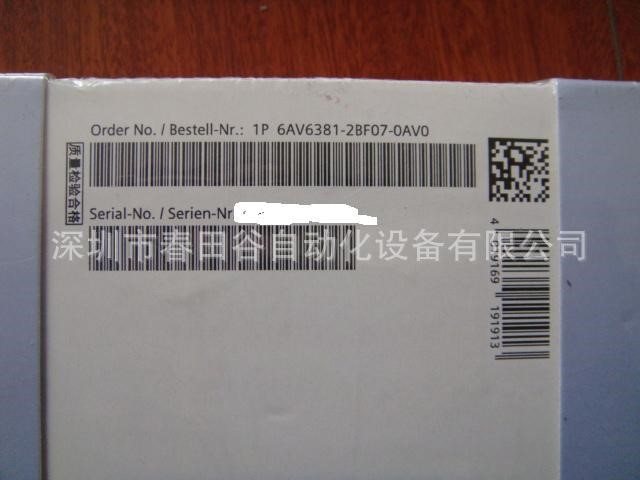 Order No. / Bestell-Nr.: 1P 6AV6381-2BF07-0AV0
质量检验合格
Serial-No. / Serien-Nr
深圳市春日谷自动化设备有限公司
191913